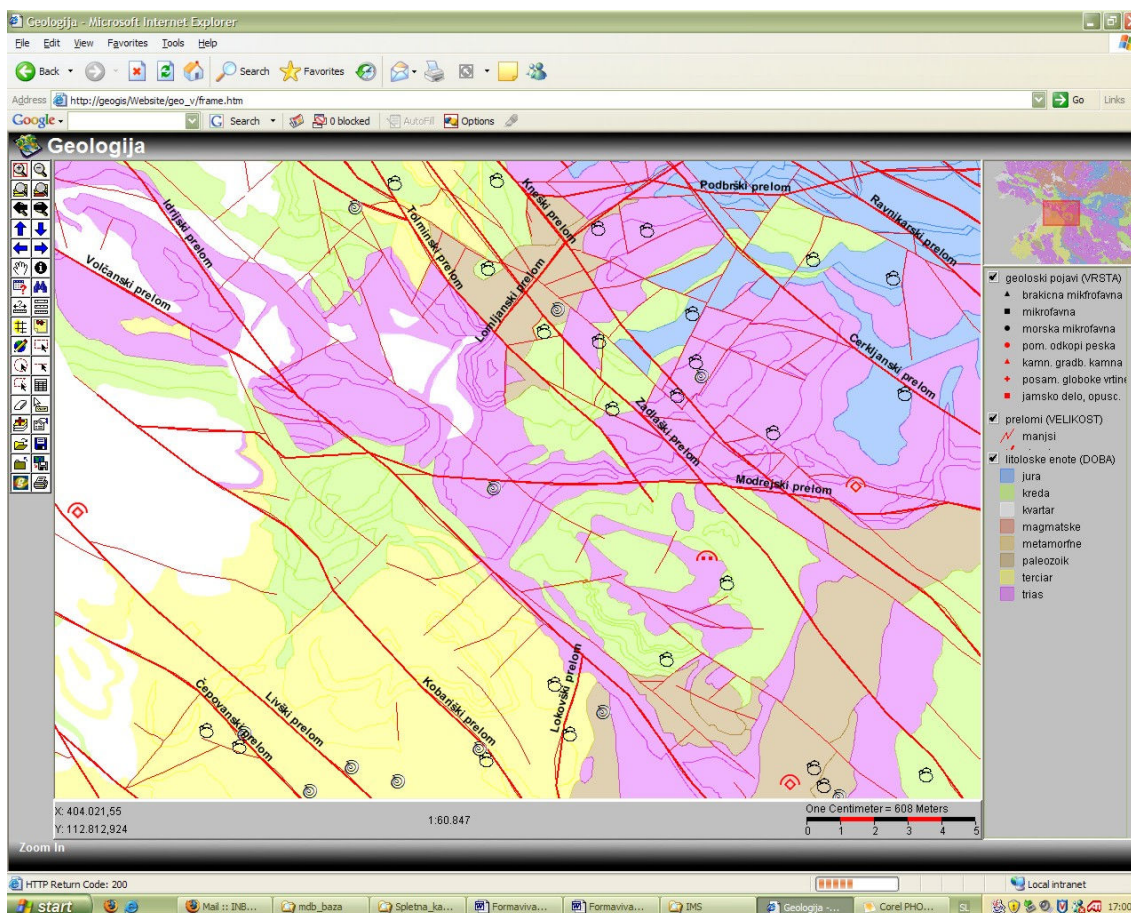 Geologija - Microsoft Internet Explorer
File Edit View Favorites Tools Help
Back Search Favorites
Address http://geogis/Website/geo_v/frame.htm Go Links
Google Search 0 blocked AutoFill Options
Geologija
Podbrški prelom
Kneški prelom
Ravnikarski prelom
Idrijski prelom
Tolminski prelom
Volčanski prelom
Lomljanski prelom
Cerkljanski prelom
Zadlaški prelom
Modrejski prelom
Lokovški prelom
Kobariški prelom
Livški prelom
Čepovanski prelom
geoloski pojavi (VRSTA)
brakicna mikfrofavna
mikrofavna
morska mikrofavna
pom. odkopi peska
kamn. gradb. kamna
posam. globoke vrtine
jamsko delo, opusc.
prelomi (VELIKOST)
manjsi
litoloske enote (DOBA)
jura
kreda
kvartar
magmatske
metamorfne
paleozoik
terciar
trias
X: 404.021,55
Y: 112.812,924
1:60.847
One Centimeter = 608 Meters
0 1 2 3 4 5
Zoom In
HTTP Return Code: 200
Local intranet
start Mail :: INB... mdb_baza Spletna_ka... Formaviva... Formaviva... IMS Geologija -... Corel PHO... SL 17:00